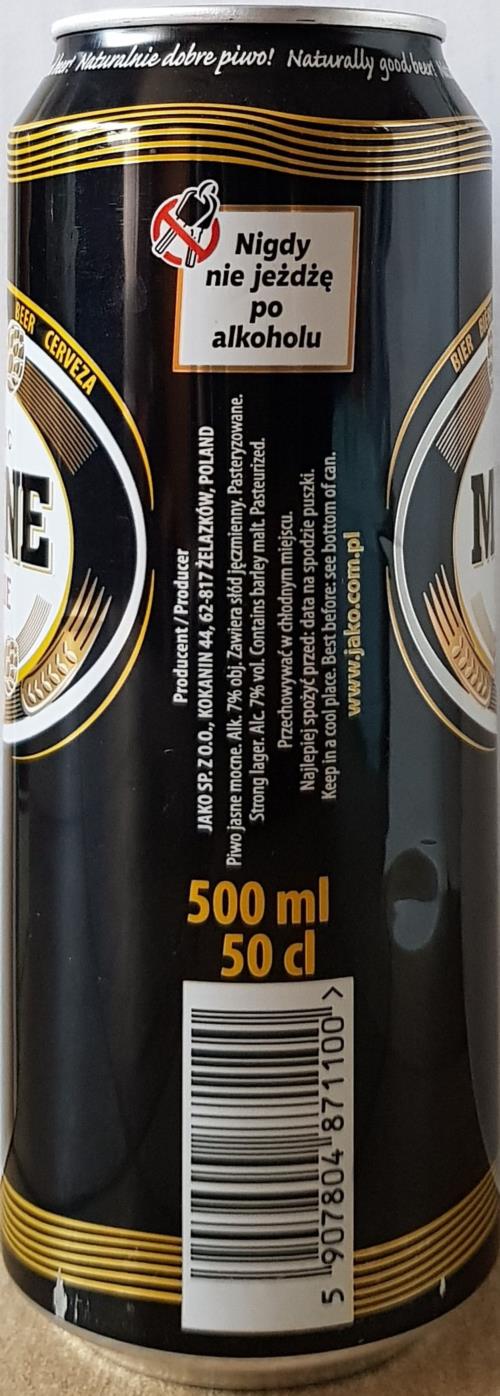 beer! Naturalnie dobre piwo! Naturally good beer!
Nigdy
nie jeżdżę
po
alkoholu
BEER CERVEZA
NE
BIER
M
Producent / Producer
JAKO SP. Z O.O., KOKANIN 44, 62-817 ŻELAZKÓW, POLAND
Piwo jasne mocne. Alk. 7% obj. Zawiera słód jęczmienny. Pasteryzowane.
Strong lager. Alc. 7% vol. Contains barley malt. Pasteurized.
Przechowywać w chłodnym miejscu.
Najlepiej spożyć przed: data na spodzie puszki.
Keep in a cool place. Best before: see bottom of can.
www.jako.com.pl
500 ml
50 cl
5 907804 871100 >